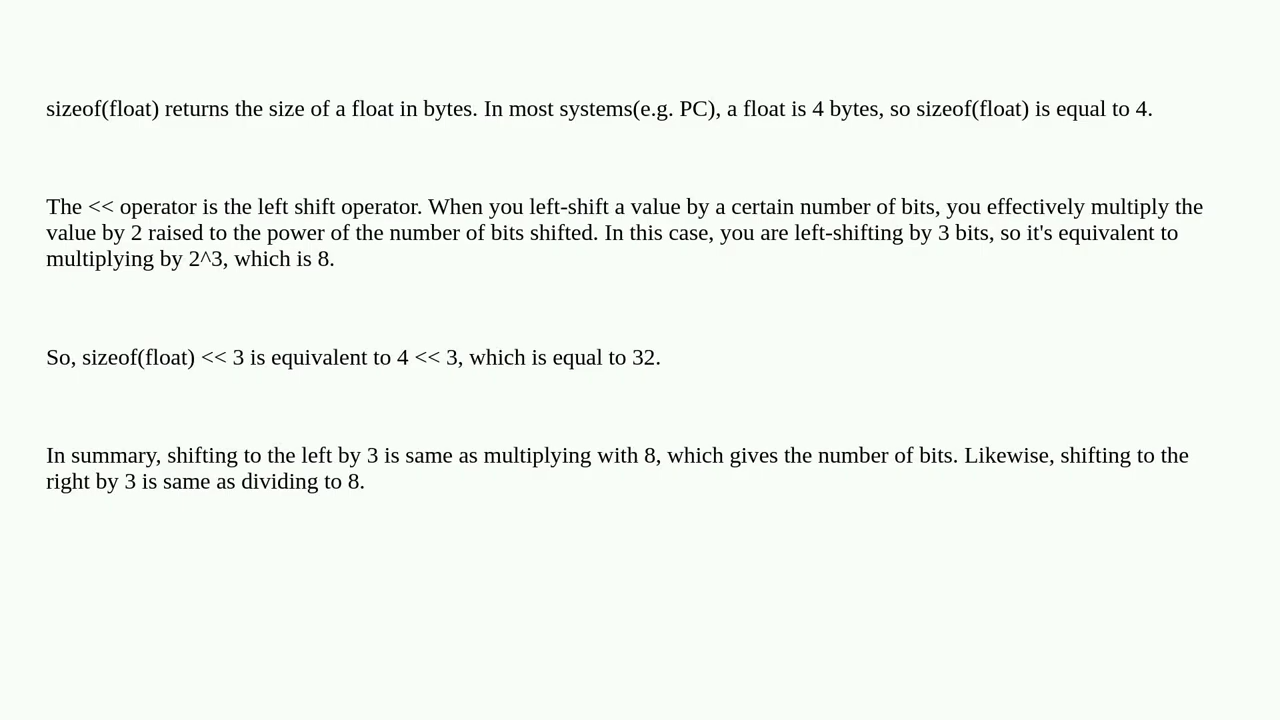 sizeof(float) returns the size of a float in bytes. In most systems(e.g. PC), a float is 4 bytes, so sizeof(float) is equal to 4.
The << operator is the left shift operator. When you left-shift a value by a certain number of bits, you effectively multiply the
value by 2 raised to the power of the number of bits shifted. In this case, you are left-shifting by 3 bits, so it's equivalent to
multiplying by 2^3, which is 8.
So, sizeof(float) << 3 is equivalent to 4 << 3, which is equal to 32.
In summary, shifting to the left by 3 is same as multiplying with 8, which gives the number of bits. Likewise, shifting to the
right by 3 is same as dividing to 8.